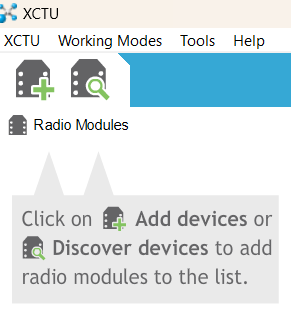 XCTU
XCTU Working Modes Tools Help
Radio Modules
Click on Add devices or
Discover devices to add
radio modules to the list.